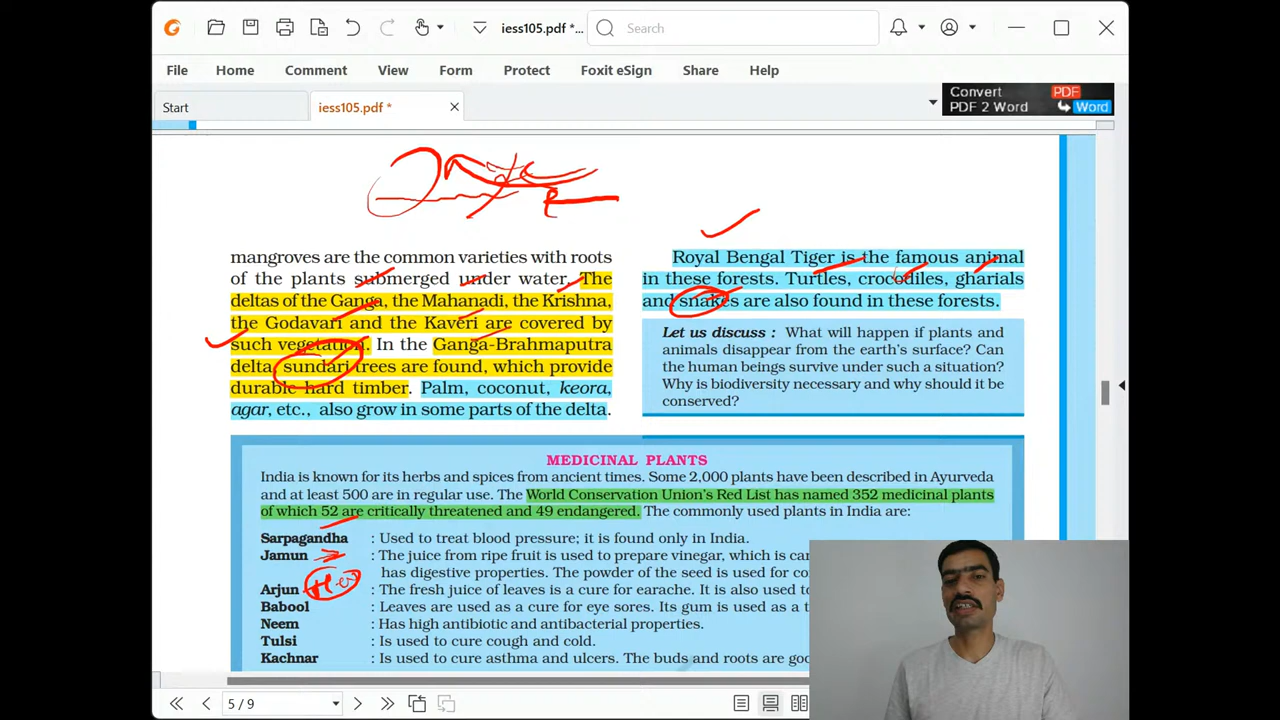 iess105.pdf *...
Search
File Home Comment View Form Protect Foxit eSign Share Help
Start
iess105.pdf *
Convert PDF
PDF 2 Word Word
mangroves are the common varieties with roots
of the plants submerged under water. The
deltas of the Ganga, the Mahanadi, the Krishna,
the Godavari and the Kaveri are covered by
such vegetation. In the Ganga-Brahmaputra
delta, sundari trees are found, which provide
durable hard timber. Palm, coconut, keora,
agar, etc., also grow in some parts of the delta.
Royal Bengal Tiger is the famous animal
in these forests. Turtles, crocodiles, gharials
and snakes are also found in these forests.
Let us discuss : What will happen if plants and
animals disappear from the earth's surface? Can
the human beings survive under such a situation?
Why is biodiversity necessary and why should it be
conserved?
MEDICINAL PLANTS
India is known for its herbs and spices from ancient times. Some 2,000 plants have been described in Ayurveda
and at least 500 are in regular use. The World Conservation Union's Red List has named 352 medicinal plants
of which 52 are critically threatened and 49 endangered. The commonly used plants in India are:
Sarpagandha : Used to treat blood pressure; it is found only in India.
Jamun : The juice from ripe fruit is used to prepare vinegar, which is car
has digestive properties. The powder of the seed is used for co
Arjun : The fresh juice of leaves is a cure for earache. It is also used to
Babool : Leaves are used as a cure for eye sores. Its gum is used as a t
Neem : Has high antibiotic and antibacterial properties.
Tulsi : Is used to cure cough and cold.
Kachnar : Is used to cure asthma and ulcers. The buds and roots are goo
5 / 9